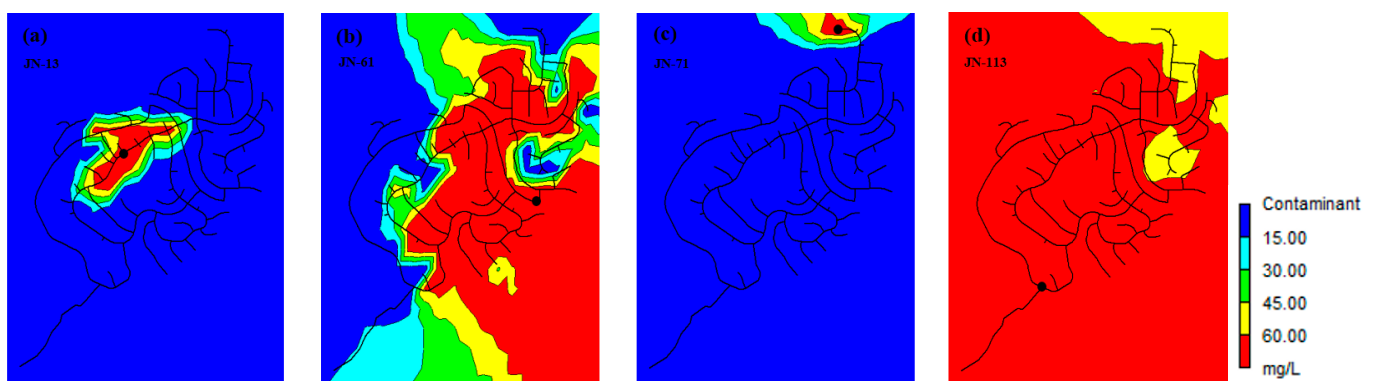 (a)
JN-13
(b)
JN-61
(c)
JN-71
(d)
JN-113
Contaminant
15.00
30.00
45.00
60.00
mg/L